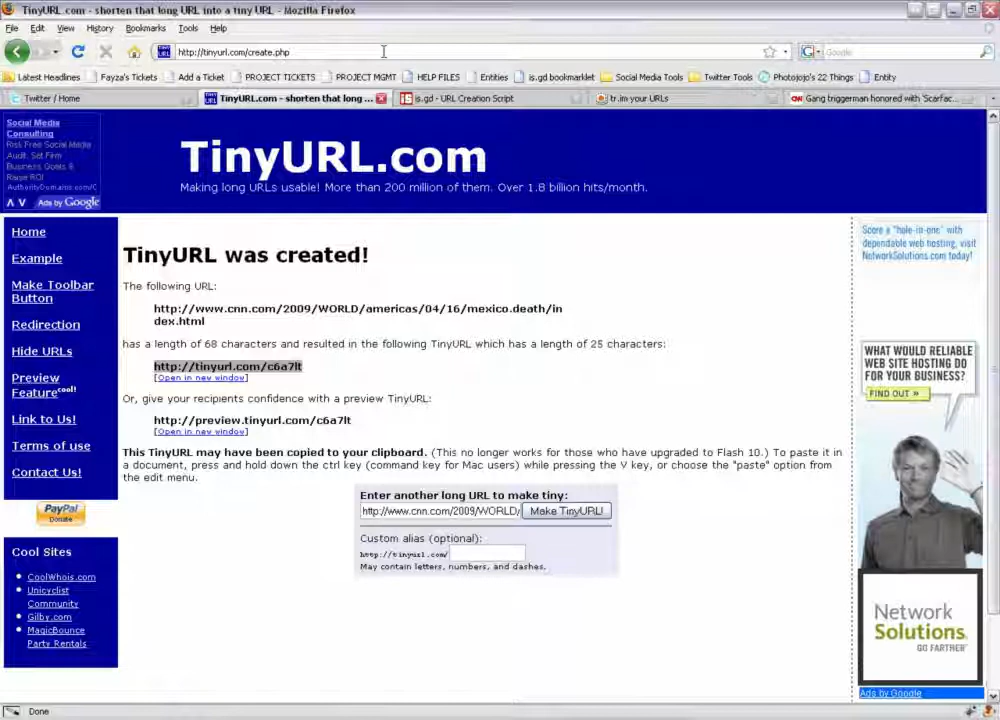 TinyURL.com - shorten that long URL into a tiny URL - Mozilla Firefox
File Edit View History Bookmarks Tools Help
http://tinyurl.com/create.php
Google
Latest Headlines Fayza's Tickets Add a Ticket PROJECT TICKETS PROJECT MGMT HELP FILES Entities is.gd bookmarklet Social Media Tools Twitter Tools Photojojo's 22 Things Entity
Twitter / Home TinyURL.com - shorten that long ... is.gd - URL Creation Script tr.im your URLs Gang triggerman honored with 'Scarfac...
Social Media
Consulting
Risk Free Social Media
Audit. Set Firm
Business Goals &
Raise ROI
AuthorityDomains.com/C
Ads by Google
TinyURL.com
Making long URLs usable! More than 200 million of them. Over 1.8 billion hits/month.
Home
Example
Make Toolbar
Button
Redirection
Hide URLs
Preview
Feature cool!
Link to Us!
Terms of use
Contact Us!
PayPal
Donate
Cool Sites
CoolWhois.com
Unicyclist
Community
Gilby.com
MagicBounce
Party Rentals
TinyURL was created!
The following URL:
http://www.cnn.com/2009/WORLD/americas/04/16/mexico.death/in
dex.html
has a length of 68 characters and resulted in the following TinyURL which has a length of 25 characters:
http://tinyurl.com/c6a7lt
[Open in new window]
Or, give your recipients confidence with a preview TinyURL:
http://preview.tinyurl.com/c6a7lt
[Open in new window]
This TinyURL may have been copied to your clipboard. (This no longer works for those who have upgraded to Flash 10.) To paste it in
a document, press and hold down the ctrl key (command key for Mac users) while pressing the V key, or choose the "paste" option from
the edit menu.
Enter another long URL to make tiny:
http://www.cnn.com/2009/WORLD/ Make TinyURL!
Custom alias (optional):
http://tinyurl.com/
May contain letters, numbers, and dashes.
Score a "hole-in-one" with
dependable web hosting, visit
NetworkSolutions.com today!
WHAT WOULD RELIABLE
WEB SITE HOSTING DO
FOR YOUR BUSINESS?
FIND OUT »
Network
Solutions.
GO FARTHER
Ads by Google
Done